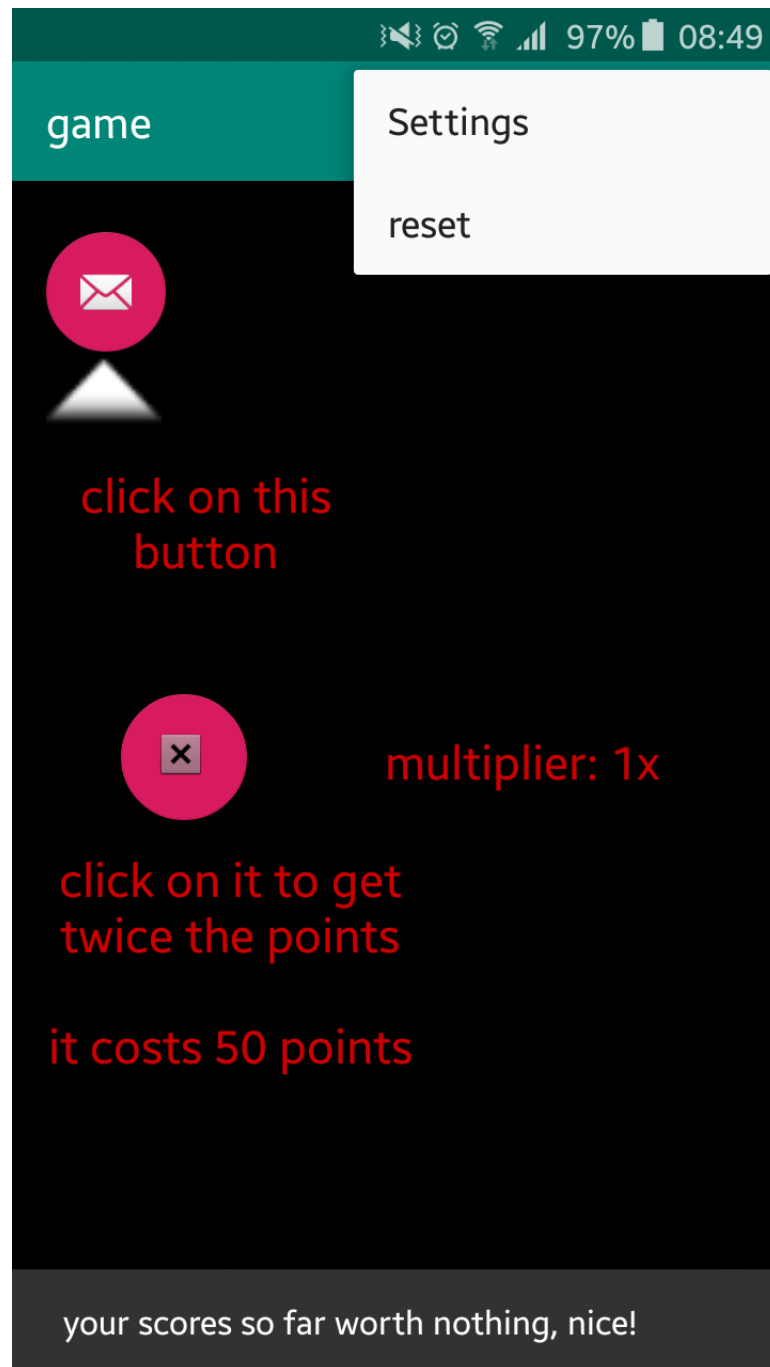 97% 08:49
game
Settings
reset
click on this
button
multiplier: 1x
click on it to get
twice the points
it costs 50 points
your scores so far worth nothing, nice!